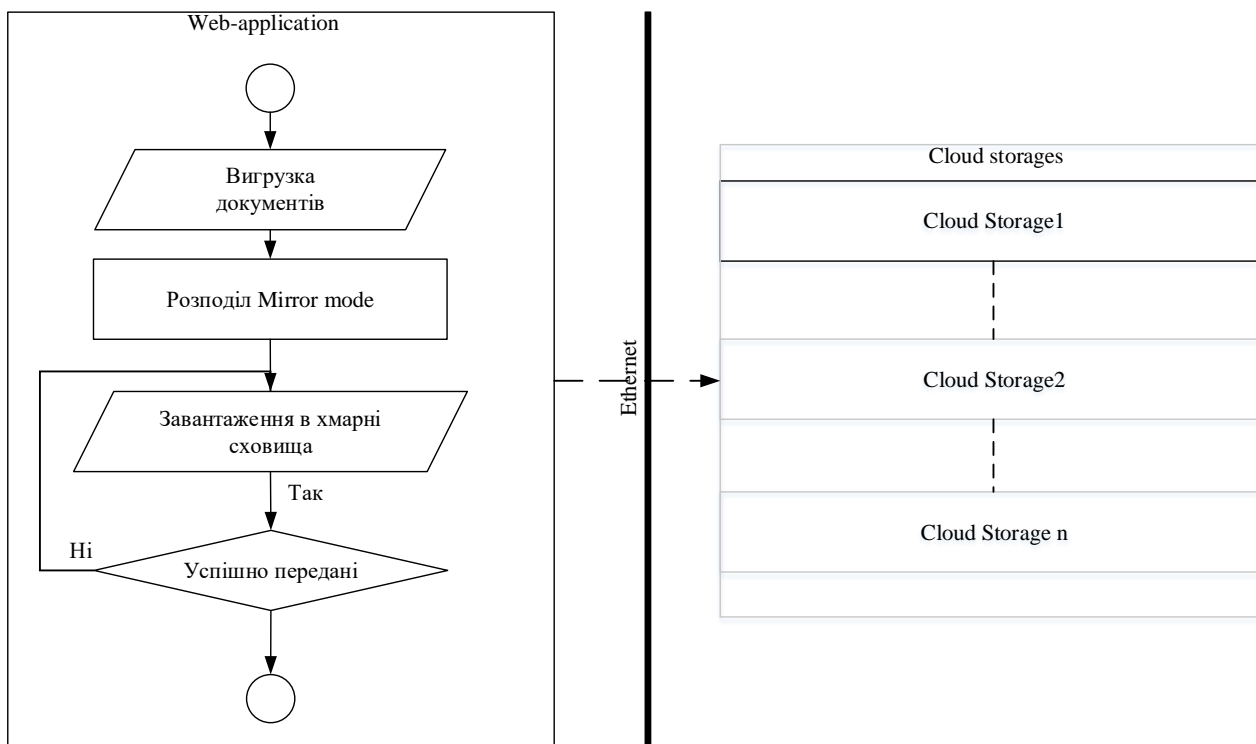 Web-application
Вигрузка
документів
Розподіл Mirror mode
Завантаження в хмарні
сховища
Так
Ні
Успішно передані
Ethernet
Cloud storages
Cloud Storage1
Cloud Storage2
Cloud Storage n